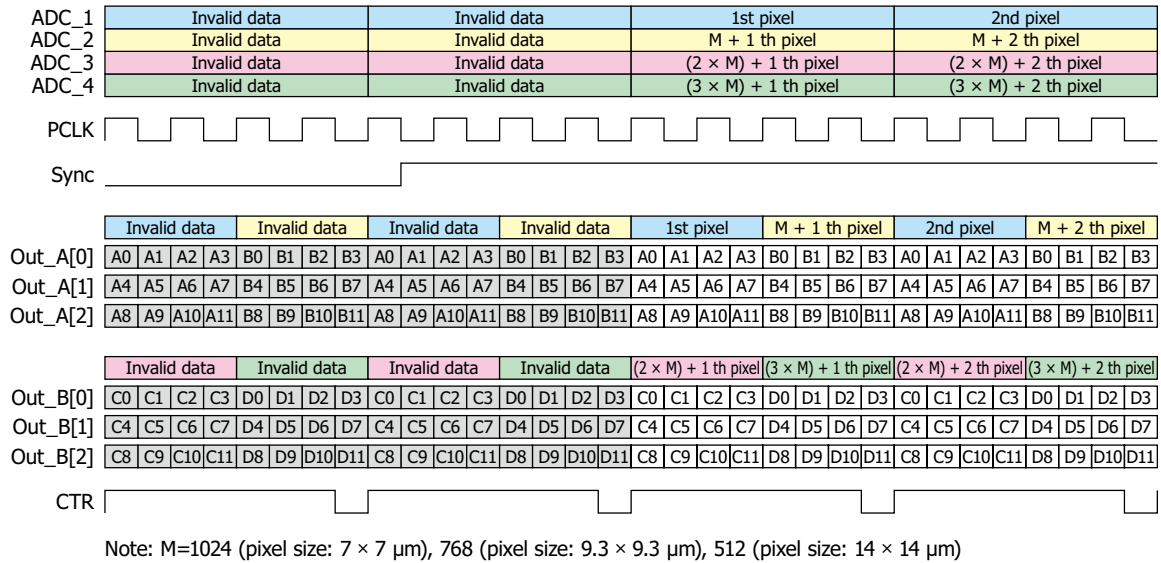 ADC_1 Invalid data Invalid data 1st pixel 2nd pixel
ADC_2 Invalid data Invalid data M + 1 th pixel M + 2 th pixel
ADC_3 Invalid data Invalid data (2 × M) + 1 th pixel (2 × M) + 2 th pixel
ADC_4 Invalid data Invalid data (3 × M) + 1 th pixel (3 × M) + 2 th pixel
PCLK
Sync
Invalid data Invalid data Invalid data Invalid data 1st pixel M + 1 th pixel 2nd pixel M + 2 th pixel
Out_A[0] A0 A1 A2 A3 B0 B1 B2 B3 A0 A1 A2 A3 B0 B1 B2 B3 A0 A1 A2 A3 B0 B1 B2 B3 A0 A1 A2 A3 B0 B1 B2 B3
Out_A[1] A4 A5 A6 A7 B4 B5 B6 B7 A4 A5 A6 A7 B4 B5 B6 B7 A4 A5 A6 A7 B4 B5 B6 B7 A4 A5 A6 A7 B4 B5 B6 B7
Out_A[2] A8 A9 A10 A11 B8 B9 B10 B11 A8 A9 A10 A11 B8 B9 B10 B11 A8 A9 A10 A11 B8 B9 B10 B11 A8 A9 A10 A11 B8 B9 B10 B11
Invalid data Invalid data Invalid data Invalid data (2 × M) + 1 th pixel (3 × M) + 1 th pixel (2 × M) + 2 th pixel (3 × M) + 2 th pixel
Out_B[0] C0 C1 C2 C3 D0 D1 D2 D3 C0 C1 C2 C3 D0 D1 D2 D3 C0 C1 C2 C3 D0 D1 D2 D3 C0 C1 C2 C3 D0 D1 D2 D3
Out_B[1] C4 C5 C6 C7 D4 D5 D6 D7 C4 C5 C6 C7 D4 D5 D6 D7 C4 C5 C6 C7 D4 D5 D6 D7 C4 C5 C6 C7 D4 D5 D6 D7
Out_B[2] C8 C9 C10 C11 D8 D9 D10 D11 C8 C9 C10 C11 D8 D9 D10 D11 C8 C9 C10 C11 D8 D9 D10 D11 C8 C9 C10 C11 D8 D9 D10 D11
CTR
Note: M=1024 (pixel size: 7 × 7 μm), 768 (pixel size: 9.3 × 9.3 μm), 512 (pixel size: 14 × 14 μm)